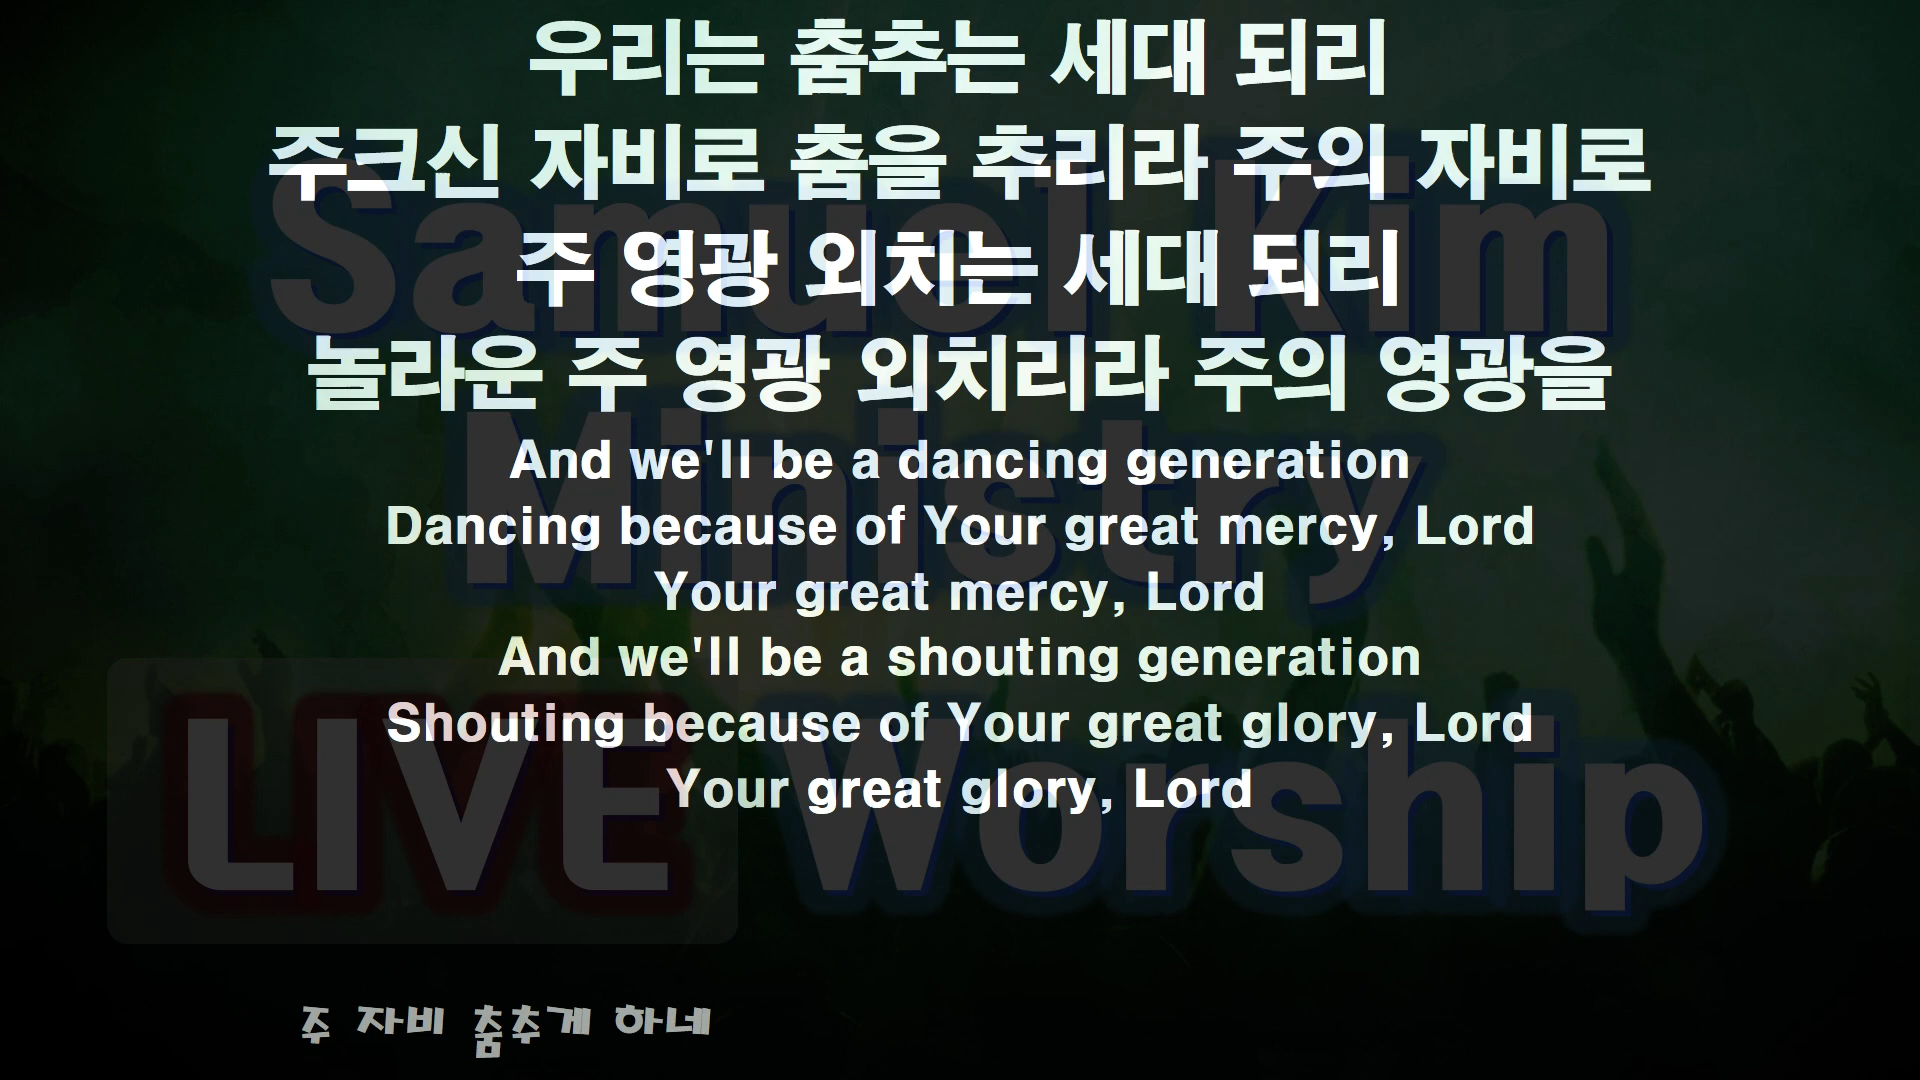 우리는 춤추는 세대 되리
주크신 자비로 춤을 추리라 주의 자비로
주 영광 외치는 세대 되리
놀라운 주 영광 외치리라 주의 영광을
And we'll be a dancing generation
Dancing because of Your great mercy, Lord
Your great mercy, Lord
And we'll be a shouting generation
Shouting because of Your great glory, Lord
Your great glory, Lord
Samuel Kim
Ministry
LIVE Worship
주 자비 춤추게 하네